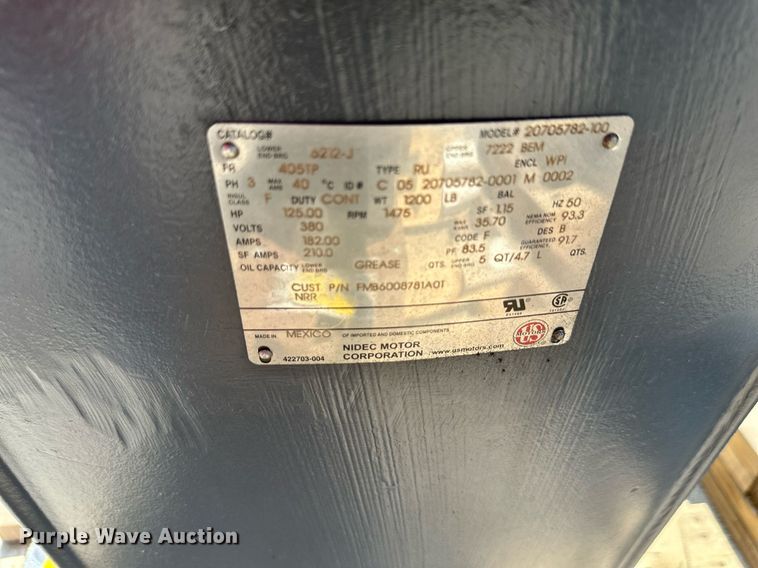 CATALOG# MODEL# 20705782-100
LOWER END BRG 6212-J UPPER END BRG 7222 BEM
FR 405TP TYPE RU ENCL WPI
PH 3 MAX AMB 40 °C ID# C 05 20705782-0001 M 0002
INSUL CLASS F DUTY CONT WT 1200 LB BAL
HP 125.00 RPM 1475 SF 1.15 HZ 50
VOLTS 380 MAX KVAR 35.70 NEMA NOM EFFICIENCY 93.3
AMPS 182.00 CODE F DES B
SF AMPS 210.0 PF 83.5 GUARANTEED EFFICIENCY 91.7
OIL CAPACITY LOWER END BRG GREASE QTS. UPPER END BRG 5 QT/4.7 L QTS.
CUST P/N FMB6008781A01
NRR
MADE IN MEXICO OF IMPORTED AND DOMESTIC COMPONENTS
NIDEC MOTOR
422703-004 CORPORATION www.usmotors.com
US
MOTORS
Purple Wave Auction